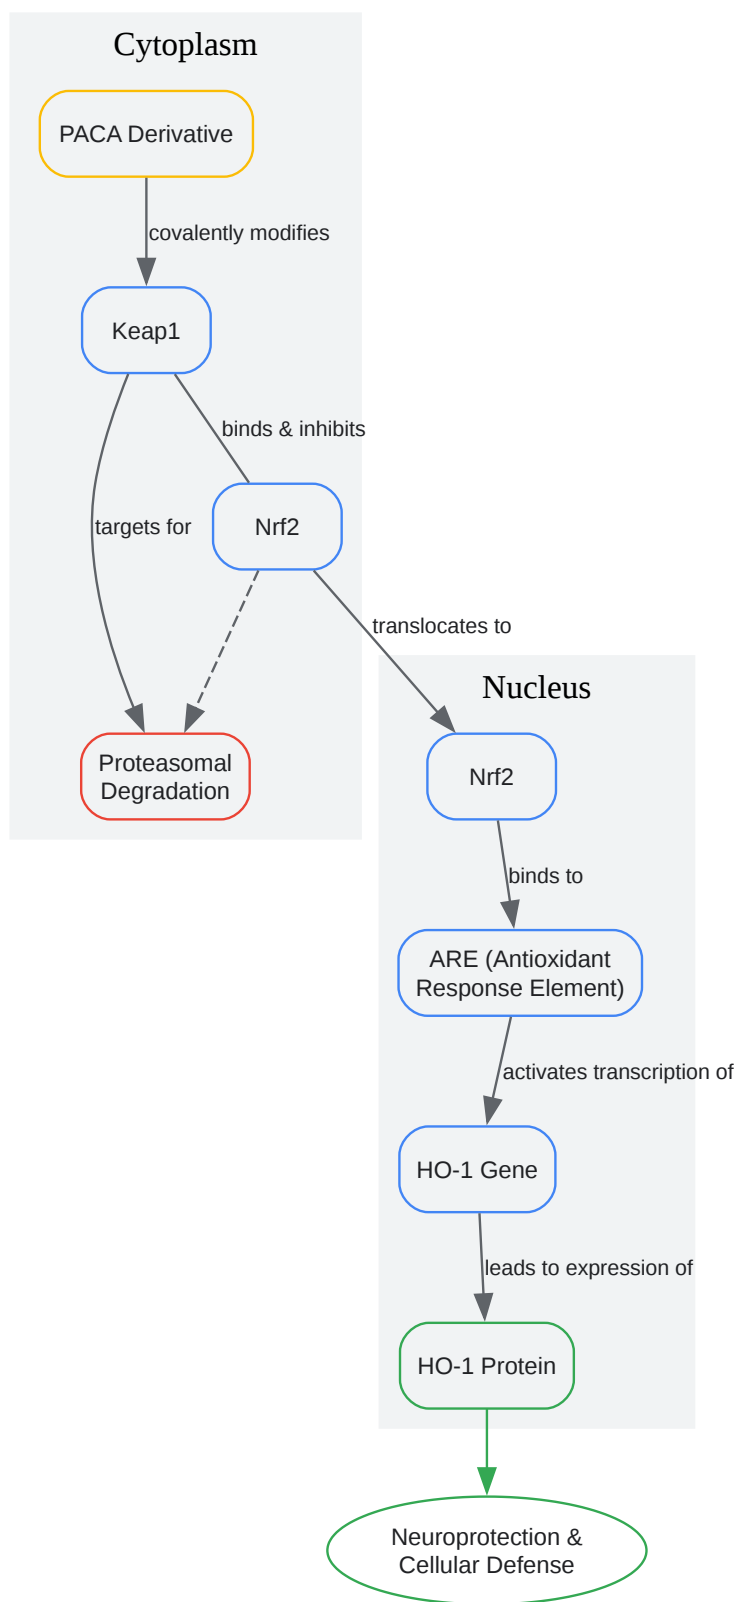 Cytoplasm
PACA Derivative
covalently modifies
Keap1
binds & inhibits
targets for
Nrf2
translocates to
Proteasomal
Degradation
Nucleus
Nrf2
binds to
ARE (Antioxidant
Response Element)
activates transcription of
HO-1 Gene
leads to expression of
HO-1 Protein
Neuroprotection &
Cellular Defense